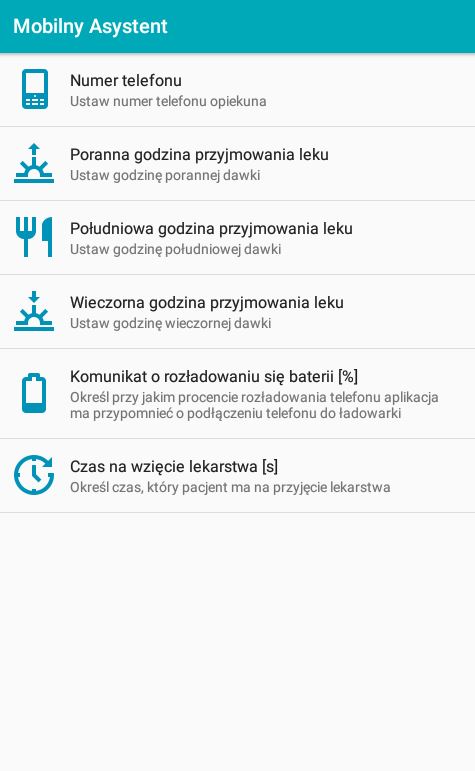 Mobilny Asystent
Numer telefonu
Ustaw numer telefonu opiekuna
Poranna godzina przyjmowania leku
Ustaw godzinę porannej dawki
Południowa godzina przyjmowania leku
Ustaw godzinę południowej dawki
Wieczorna godzina przyjmowania leku
Ustaw godzinę wieczornej dawki
Komunikat o rozładowaniu się baterii [%]
Określ przy jakim procencie rozładowania telefonu aplikacja
ma przypomnieć o podłączeniu telefonu do ładowarki
Czas na wzięcie lekarstwa [s]
Określ czas, który pacjent ma na przyjęcie lekarstwa